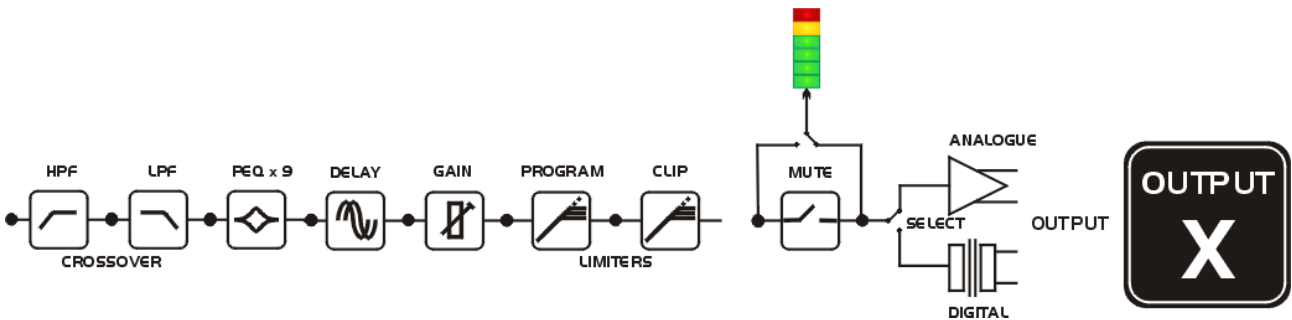 HPF
LPF
PEQ x 9
DELAY
GAIN
PROGRAM
CLIP
CROSSOVER
LIMITERS
MUTE
SELECT
ANALOGUE
DIGITAL
OUTPUT
OUTPUT
X